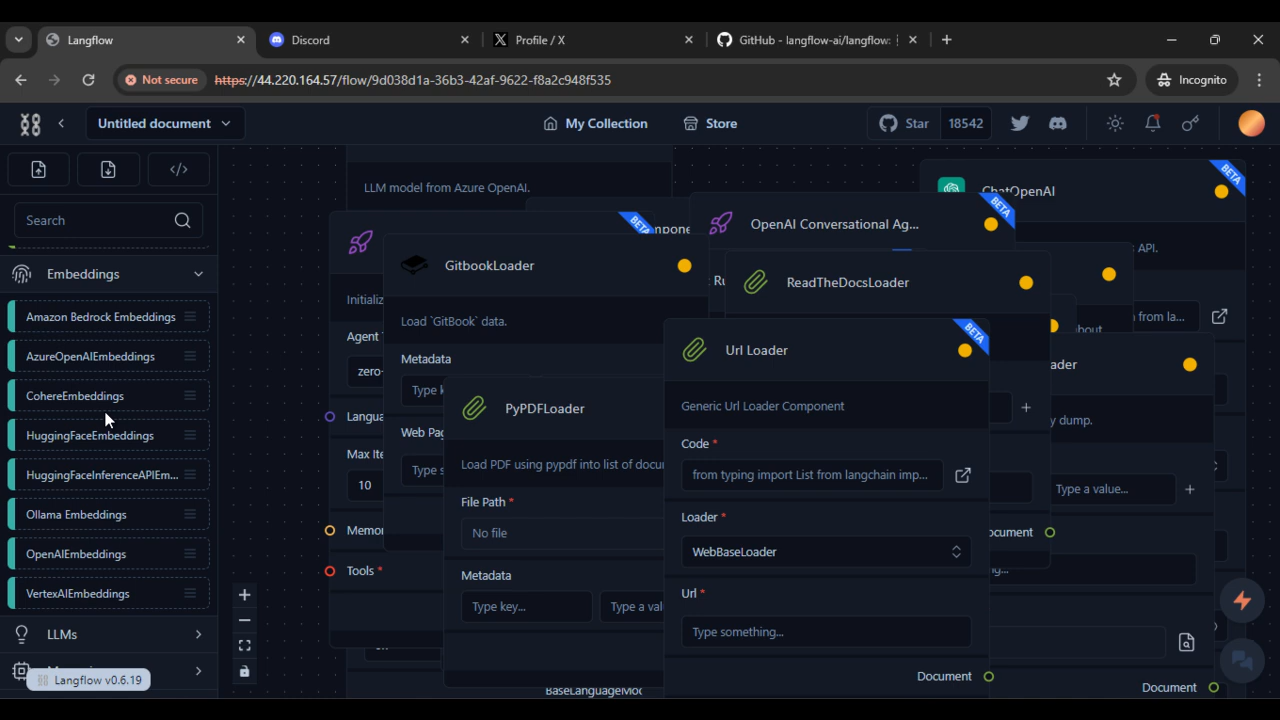 Langflow
Discord
Profile / X
GitHub - langflow-ai/langflow:
Not secure
https://44.220.164.57/flow/9d038d1a-36b3-42af-9622-f8a2c948f535
Incognito
Untitled document
My Collection
Store
Star
18542
Search
Embeddings
Amazon Bedrock Embeddings
AzureOpenAIEmbeddings
CohereEmbeddings
HuggingFaceEmbeddings
HuggingFaceInferenceAPIEm...
Ollama Embeddings
OpenAIEmbeddings
VertexAIEmbeddings
LLMs
Langflow v0.6.19
LLM model from Azure OpenAI.
BETA
ChatOpenAI
API.
from la...
BETA
OpenAI Conversational Ag...
BETA
GitbookLoader
Load `GitBook` data.
Metadata
Type k
Web Pag
Type s
Initializ
Agent T
zero-
Langua
Max Ite
10
Memor
Tools *
ReadTheDocsLoader
about
ader
y dump.
Type a value...
ocument
PyPDFLoader
Load PDF using pypdf into list of docu
File Path *
No file
Metadata
Type key...
Type a val
BETA
Url Loader
Generic Url Loader Component
Code *
from typing import List from langchain imp...
Loader *
WebBaseLoader
Url *
Type something...
Document
Document